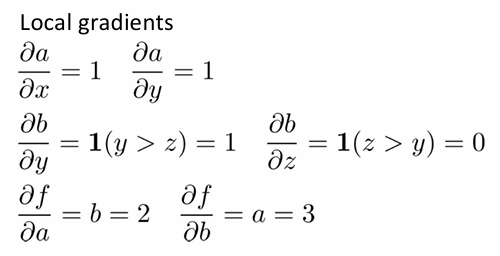 Local gradients
∂a/∂x = 1 ∂a/∂y = 1
∂b/∂y = 𝟏(y > z) = 1 ∂b/∂z = 𝟏(z > y) = 0
∂f/∂a = b = 2 ∂f/∂b = a = 3